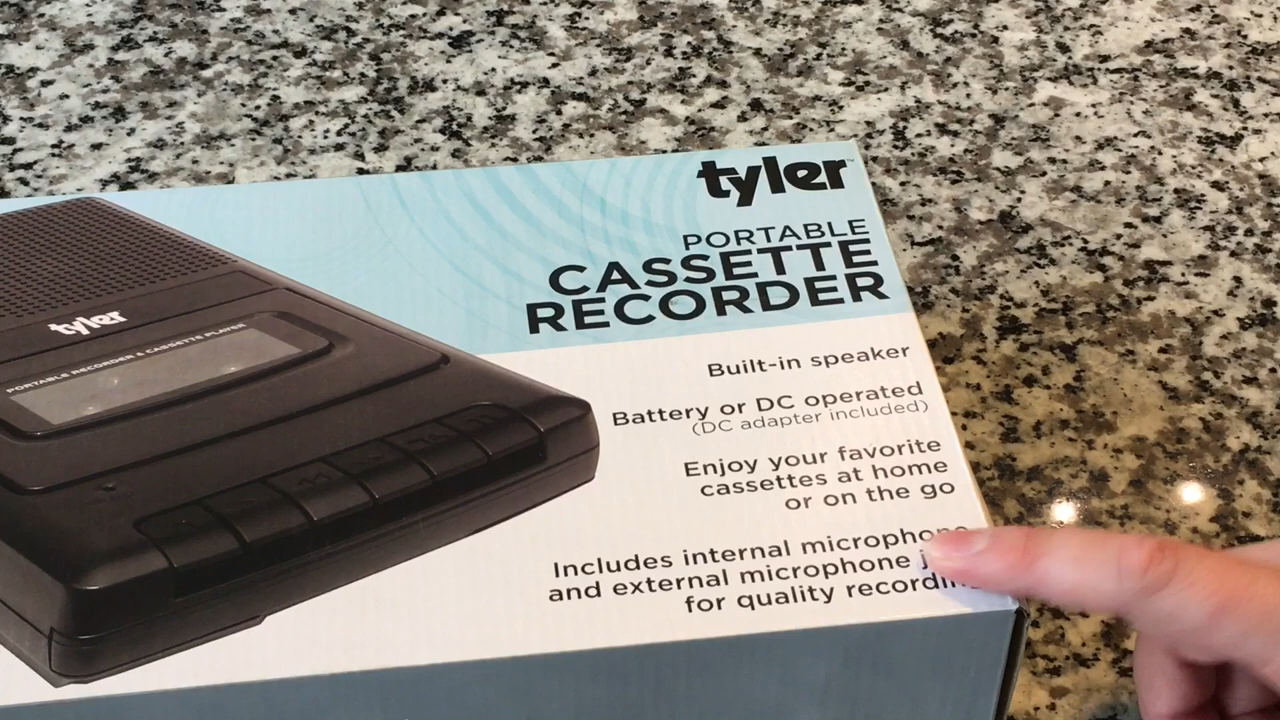 tyler
PORTABLE
CASSETTE
RECORDER
tyler
PORTABLE RECORDER & CASSETTE PLAYER
Built-in speaker
Battery or DC operated
(DC adapter included)
Enjoy your favorite
cassettes at home
or on the go
Includes internal microphone
and external microphone
for quality recording